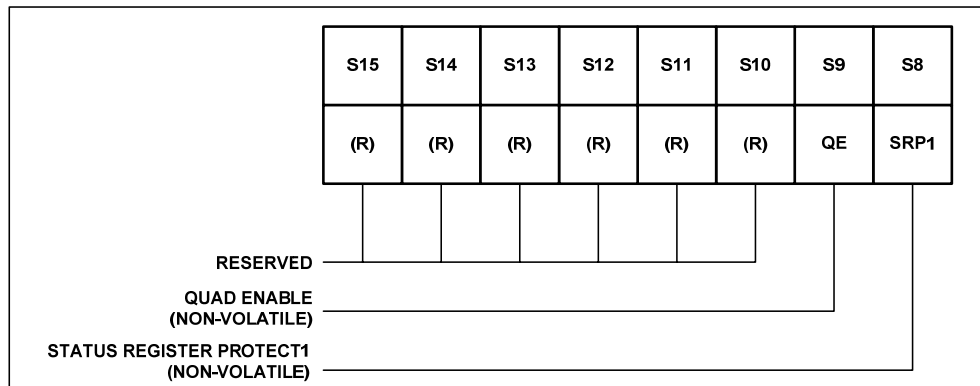 S15 S14 S13 S12 S11 S10 S9 S8
(R) (R) (R) (R) (R) (R) QE SRP1
RESERVED
QUAD ENABLE
(NON-VOLATILE)
STATUS REGISTER PROTECT1
(NON-VOLATILE)